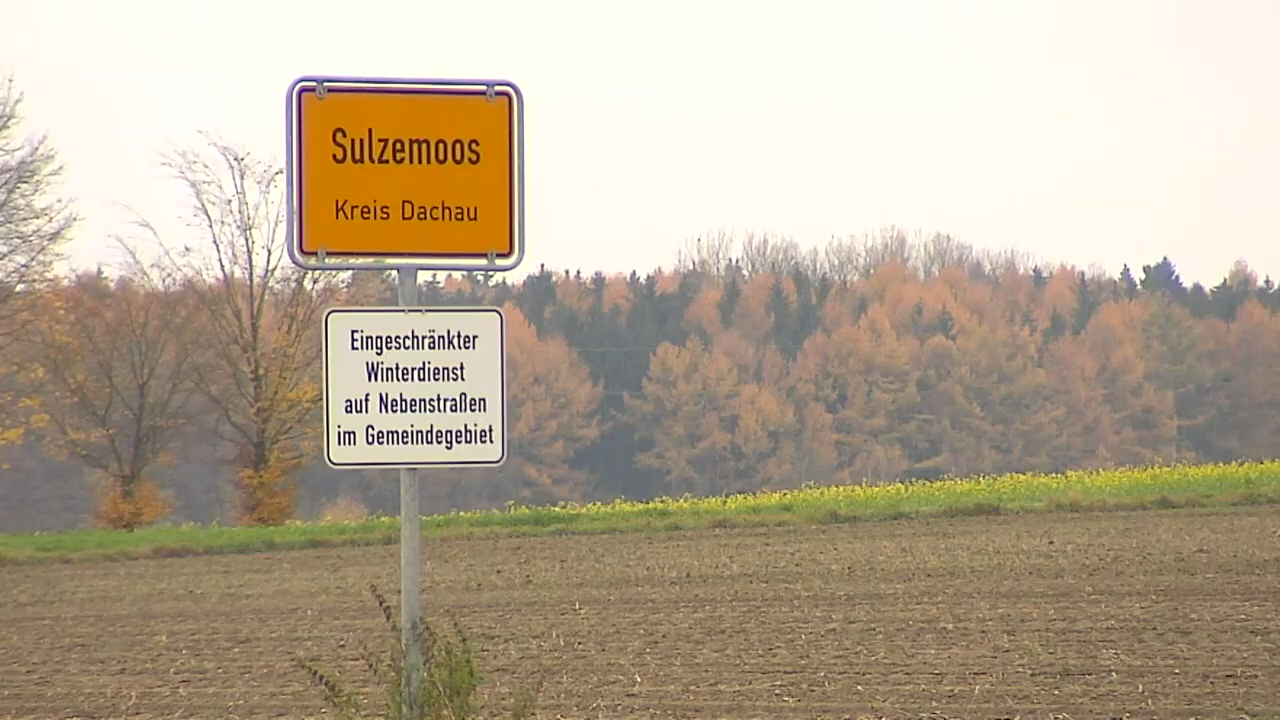 Sulzemoos
Kreis Dachau
Eingeschränkter
Winterdienst
auf Nebenstraßen
im Gemeindegebiet